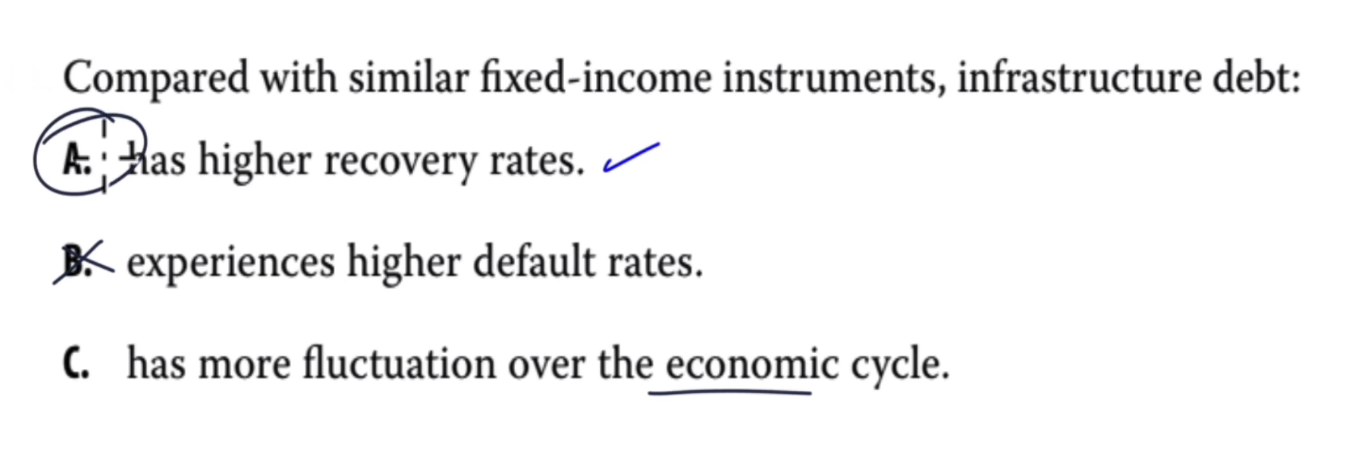 Compared with similar fixed-income instruments, infrastructure debt:
A. has higher recovery rates.
B. experiences higher default rates.
C. has more fluctuation over the economic cycle.